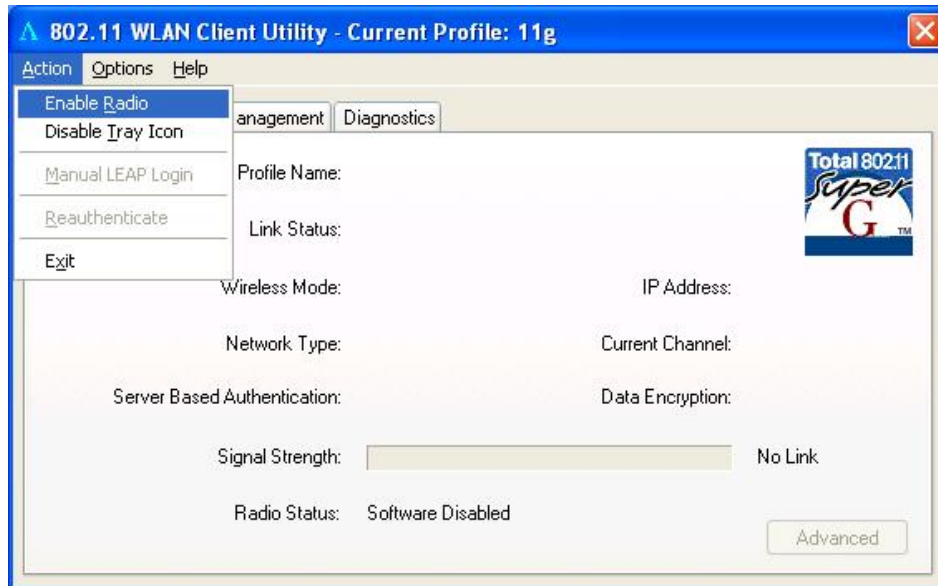 802.11 WLAN Client Utility - Current Profile: 11g
Action Options Help
Enable Radio
Disable Tray Icon
Manual LEAP Login
Reauthenticate
Exit
anagement Diagnostics
Total 802.11
Super
G TM
Profile Name:
Link Status:
Wireless Mode: IP Address:
Network Type: Current Channel:
Server Based Authentication: Data Encryption:
Signal Strength: No Link
Radio Status: Software Disabled
Advanced